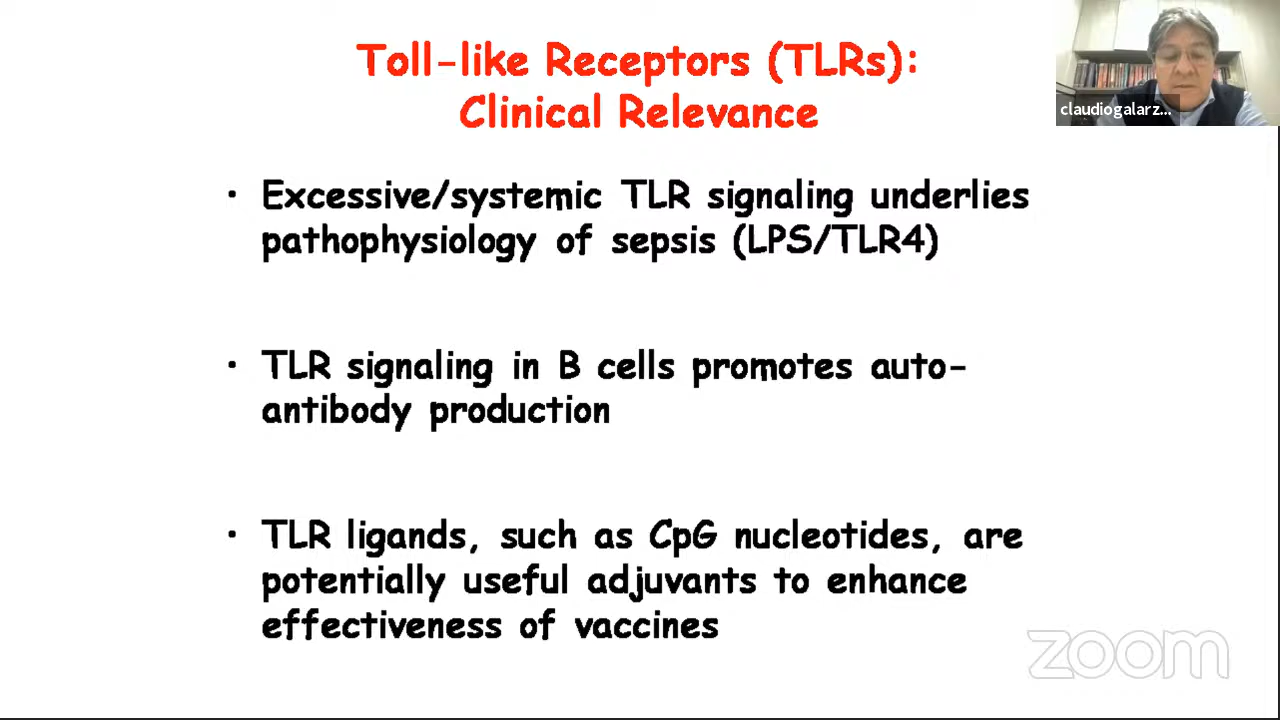 Toll-like Receptors (TLRs):
Clinical Relevance
claudiogalarz...
• Excessive/systemic TLR signaling underlies
pathophysiology of sepsis (LPS/TLR4)
• TLR signaling in B cells promotes auto-
antibody production
• TLR ligands, such as CpG nucleotides, are
potentially useful adjuvants to enhance
effectiveness of vaccines
zoom